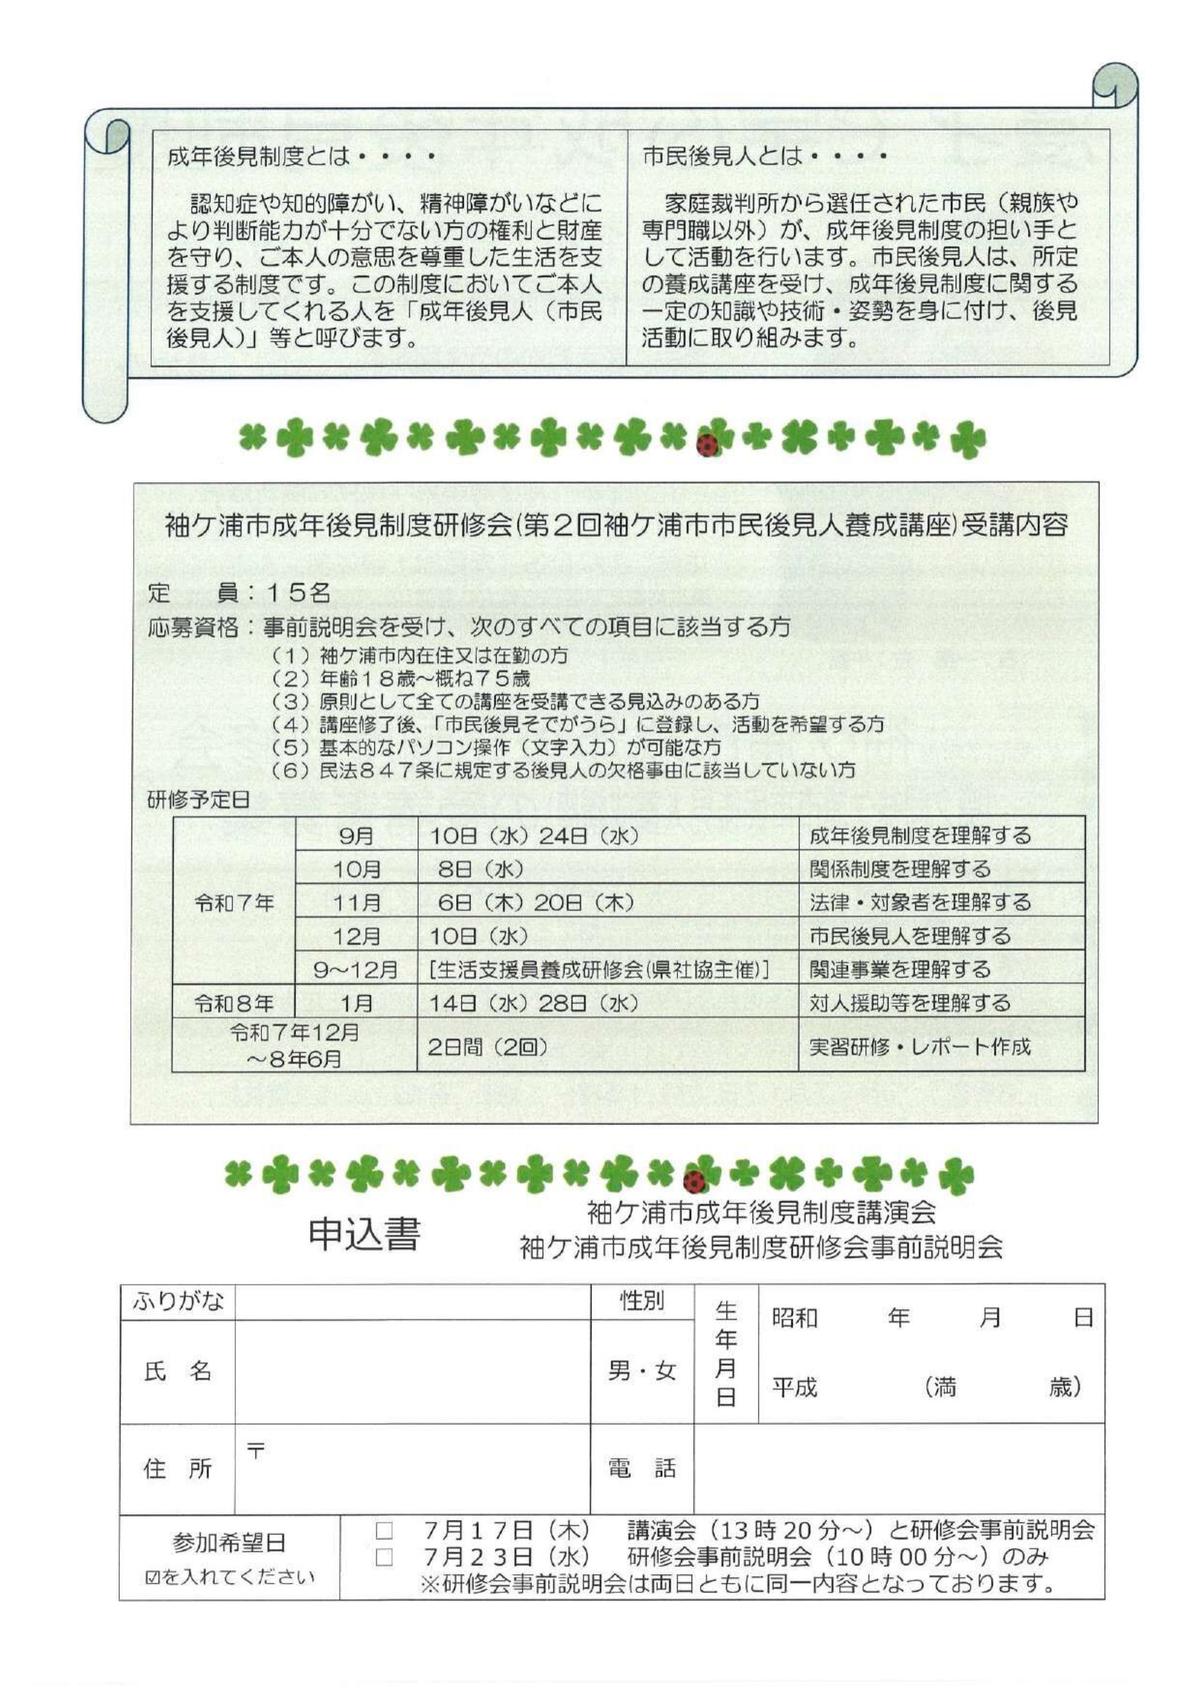 成年後見制度とは・・・・
認知症や知的障がい、精神障がいなどに
より判断能力が十分でない方の権利と財産
を守り、ご本人の意思を尊重した生活を支
援する制度です。この制度においてご本人
を支援してくれる人を「成年後見人（市民
後見人）」等と呼びます。
市民後見人とは・・・・
家庭裁判所から選任された市民（親族や
専門職以外）が、成年後見制度の担い手と
して活動を行います。市民後見人は、所定
の養成講座を受け、成年後見制度に関する
一定の知識や技術・姿勢を身に付け、後見
活動に取り組みます。
袖ケ浦市成年後見制度研修会(第２回袖ケ浦市市民後見人養成講座)受講内容
定　　員：１５名
応募資格：事前説明会を受け、次のすべての項目に該当する方
（１）袖ケ浦市内在住又は在勤の方
（２）年齢１８歳～概ね７５歳
（３）原則として全ての講座を受講できる見込みのある方
（４）講座修了後、「市民後見そでがうら」に登録し、活動を希望する方
（５）基本的なパソコン操作（文字入力）が可能な方
（６）民法８４７条に規定する後見人の欠格事由に該当していない方
研修予定日
令和７年 9月 10日（水）24日（水） 成年後見制度を理解する
10月 8日（水） 関係制度を理解する
11月 6日（木）20日（木） 法律・対象者を理解する
12月 10日（水） 市民後見人を理解する
9～12月 [生活支援員養成研修会(県社協主催)] 関連事業を理解する
令和８年 1月 14日（水）28日（水） 対人援助等を理解する
令和７年12月
～８年6月 2日間（2回） 実習研修・レポート作成
申込書
袖ケ浦市成年後見制度講演会
袖ケ浦市成年後見制度研修会事前説明会
ふりがな 性別 生年月日 昭和　年　月　日
氏　名 男・女 平成　（満　歳）
住　所 〒 電　話
参加希望日
☑を入れてください
□　７月１７日（木）　講演会（13時20分～）と研修会事前説明会
□　７月２３日（水）　研修会事前説明会（10時00分～）のみ
※研修会事前説明会は両日ともに同一内容となっております。